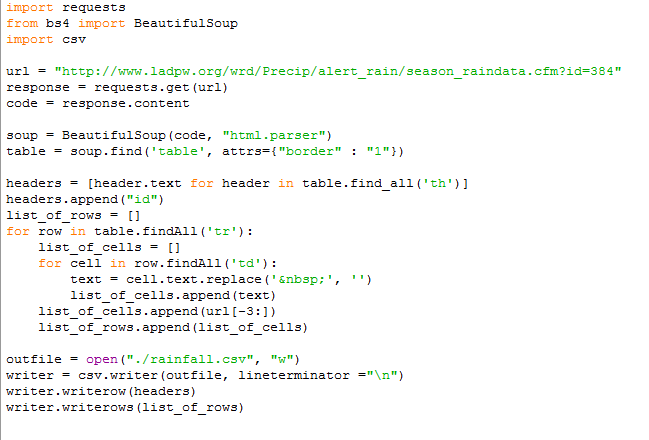 import requests
from bs4 import BeautifulSoup
import csv

url = "http://www.ladpw.org/wrd/Precip/alert_rain/season_raindata.cfm?id=384"
response = requests.get(url)
code = response.content

soup = BeautifulSoup(code, "html.parser")
table = soup.find('table', attrs={"border" : "1"})

headers = [header.text for header in table.find_all('th')]
headers.append("id")
list_of_rows = []
for row in table.findAll('tr'):
    list_of_cells = []
    for cell in row.findAll('td'):
        text = cell.text.replace('&nbsp;', '')
        list_of_cells.append(text)
    list_of_cells.append(url[-3:])
    list_of_rows.append(list_of_cells)

outfile = open("./rainfall.csv", "w")
writer = csv.writer(outfile, lineterminator ="\n")
writer.writerow(headers)
writer.writerows(list_of_rows)